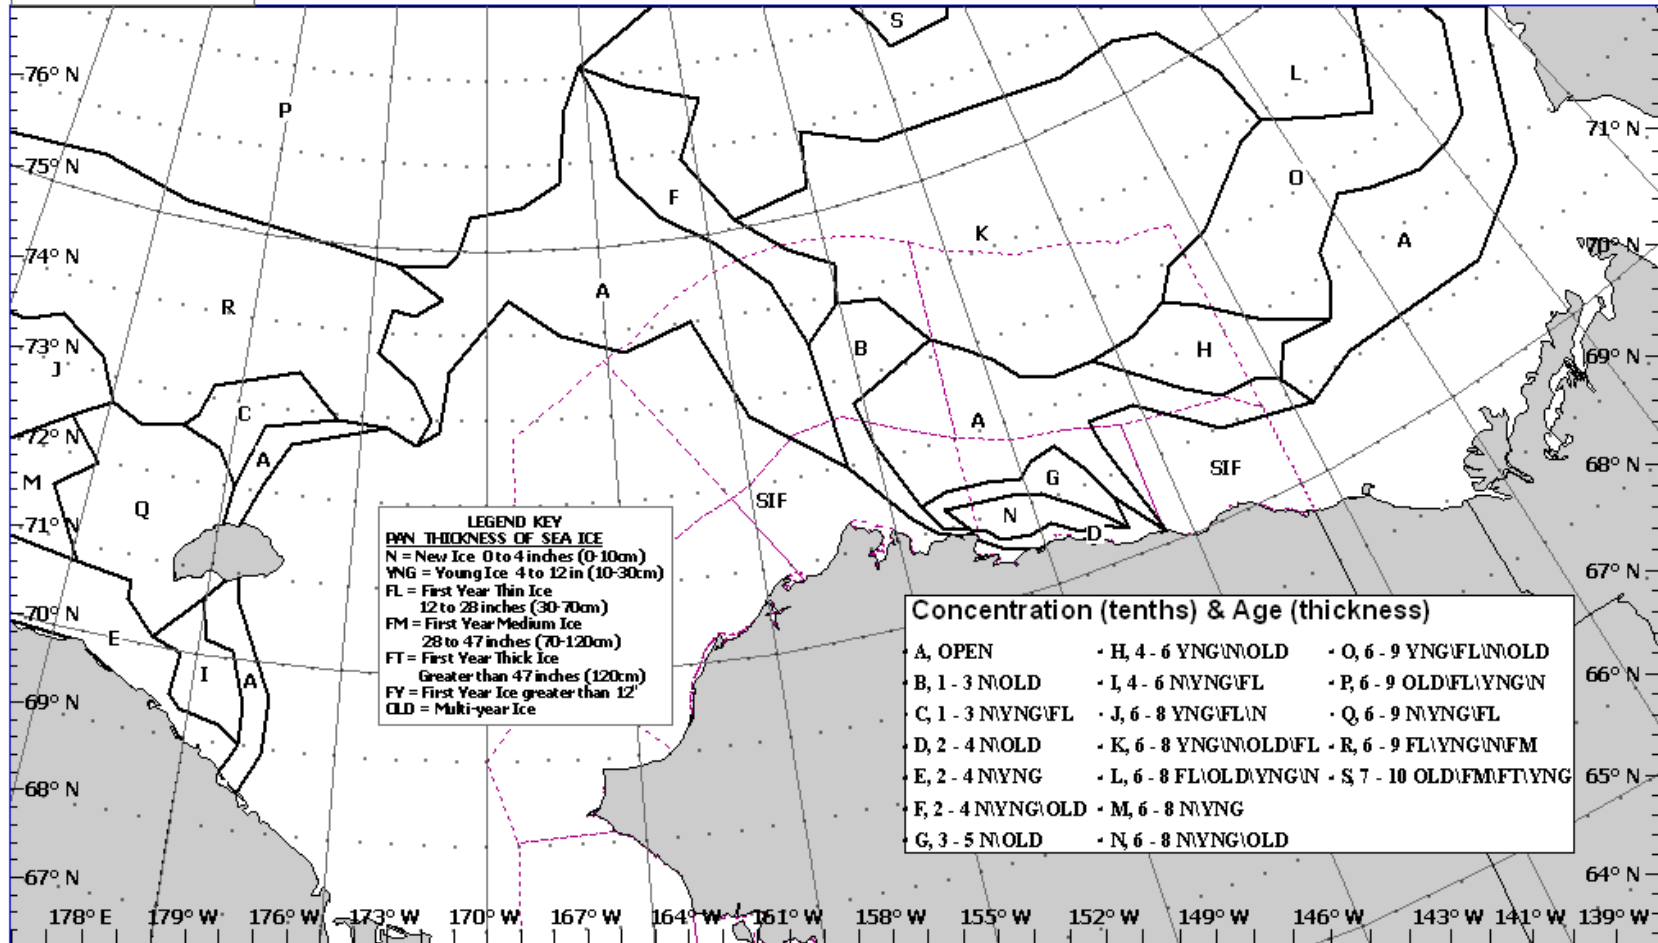 S
76° N
L
P
71° N
75° N
O
F
K
A
70° N
74° N
A
R
73° N
B
H
69° N
J
C
A
72° N
A
SIF
68° N
M
G
SIF
Q
N
71° N
D
LEGEND KEY
PAN THICKNESS OF SEA ICE
N = New Ice 0 to 4 inches (0-10cm)
YNG = Young Ice 4 to 12 in (10-30cm)
FL = First Year Thin Ice
12 to 28 inches (30-70cm)
FM = First Year Medium Ice
28 to 47 inches (70-120cm)
FT = First Year Thick Ice
Greater than 47 inches (120cm)
FY = First Year Ice greater than 12'
OLD = Multi-year Ice
67° N
70° N
E
I
A
69° N
68° N
67° N
Concentration (tenths) & Age (thickness)
A, OPEN
B, 1 - 3 N\OLD
C, 1 - 3 N\YNG\FL
D, 2 - 4 N\OLD
E, 2 - 4 N\YNG
F, 2 - 4 N\YNG\OLD
G, 3 - 5 N\OLD
H, 4 - 6 YNG\N\OLD
I, 4 - 6 N\YNG\FL
J, 6 - 8 YNG\FL\N
K, 6 - 8 YNG\N\OLD\FL
L, 6 - 8 FL\OLD\YNG\N
M, 6 - 8 N\YNG
N, 6 - 8 N\YNG\OLD
O, 6 - 9 YNG\FL\N\OLD
P, 6 - 9 OLD\FL\YNG\N
Q, 6 - 9 N\YNG\FL
R, 6 - 9 FL\YNG\N\FM
S, 7 - 10 OLD\FM\FT\YNG
66° N
65° N
64° N
178° E 179° W 176° W 173° W 170° W 167° W 164° W 161° W 158° W 155° W 152° W 149° W 146° W 143° W 141° W 139° W